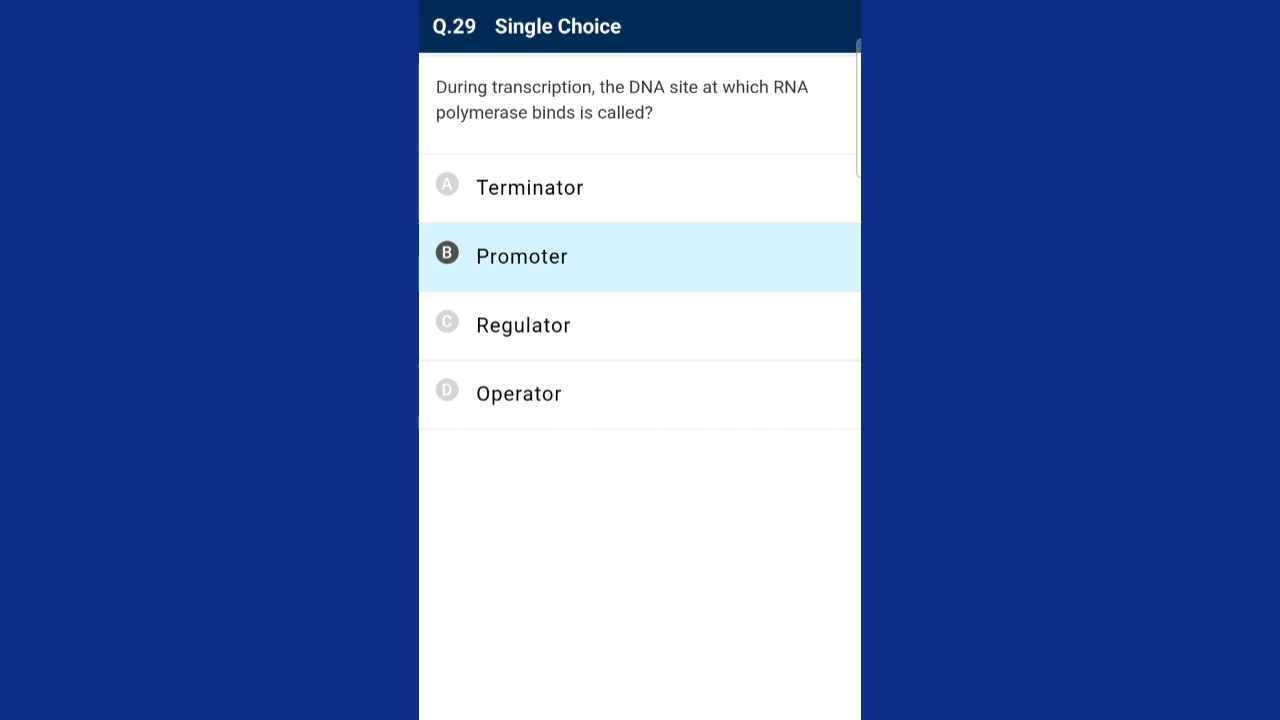 Q.29 Single Choice
During transcription, the DNA site at which RNA
polymerase binds is called?
A Terminator
B Promoter
C Regulator
D Operator